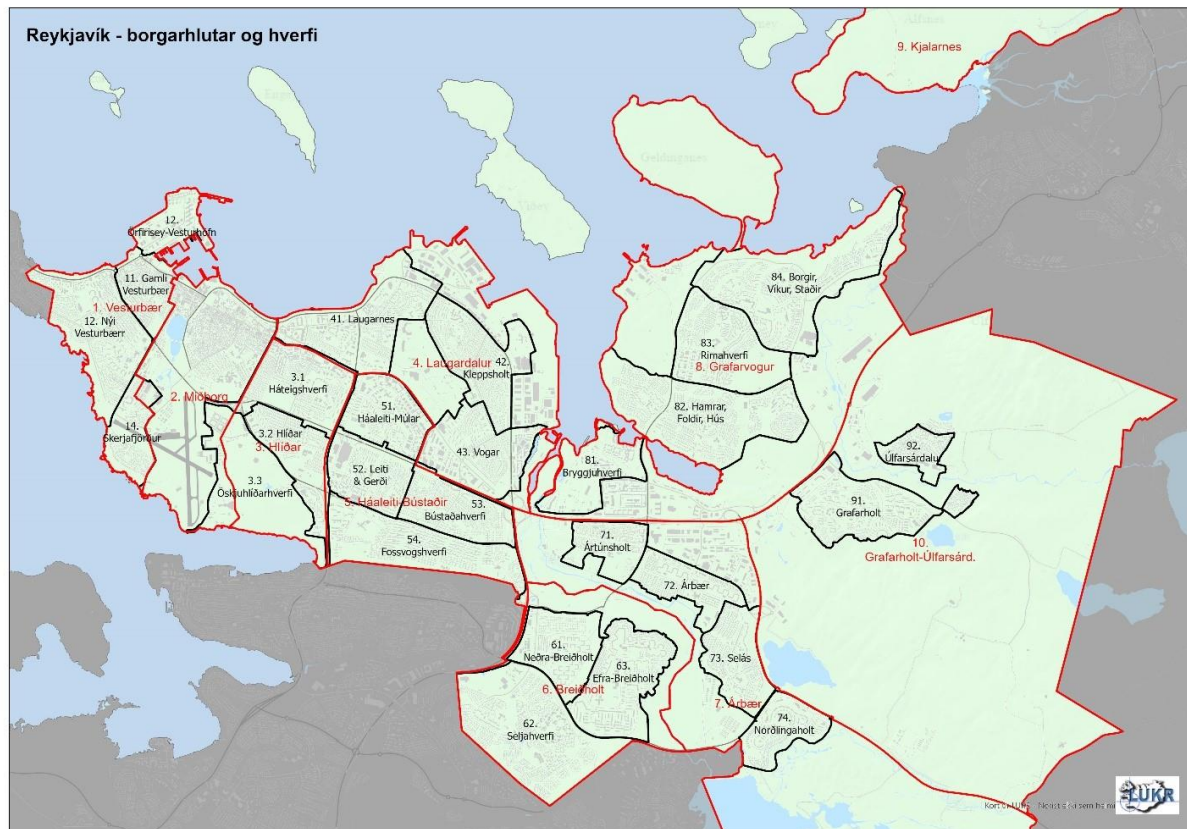 Reykjavík - borgarhlutar og hverfi
9. Kjalarnes
Geldinganes
Viðey
12.
Örfirisey-Vesturhöfn
11. Gamli
Vesturbær
1. Vesturbær
12. Nýi
Vesturbærr
2. Miðborg
14.
Skerjafjörður
3.1
Háteigshverfi
3.2 Hlíðar
3. Hlíðar
3.3
Öskjuhlíðarhverfi
41. Laugarnes
4. Laugardalur
42.
Kleppsholt
43. Vogar
51.
Háaleiti-Múlar
52. Leiti
& Gerði
5. Háaleiti-Bústaðir
53.
Bústaðahverfi
54.
Fossvogshverfi
84. Borgir,
Víkur, Staðir
83.
Rimahverfi
8. Grafarvogur
82. Hamrar,
Foldir, Hús
81.
Bryggjuhverfi
92.
Úlfarsárdalu
91.
Grafarholt
10.
Grafarholt-Úlfarsárd.
71.
Ártúnsholt
72. Árbær
73. Selás
7. Árbær
74.
Norðlingaholt
61.
Neðra-Breiðholt
63.
Efra-Breiðholt
6. Breiðholt
62.
Seljahverfi
LUKR